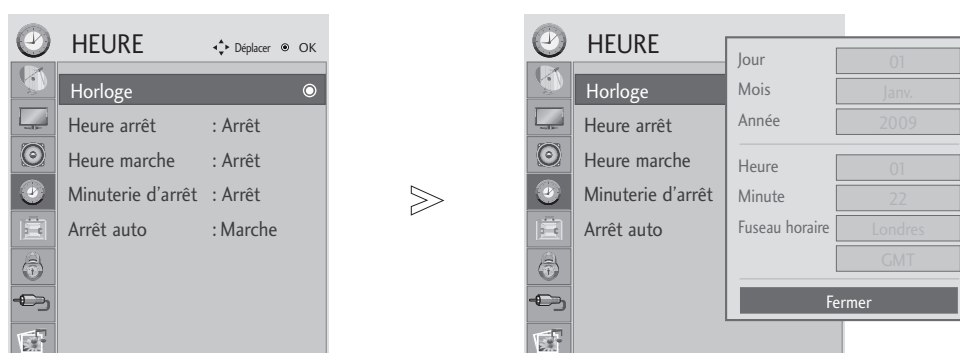 HEURE Déplacer OK
Horloge
Heure arrêt : Arrêt
Heure marche : Arrêt
Minuterie d'arrêt : Arrêt
Arrêt auto : Marche
HEURE
Horloge
Heure arrêt
Heure marche
Minuterie d'arrêt
Arrêt auto
Jour 01
Mois Janv.
Année 2009
Heure 01
Minute 22
Fuseau horaire Londres
GMT
Fermer